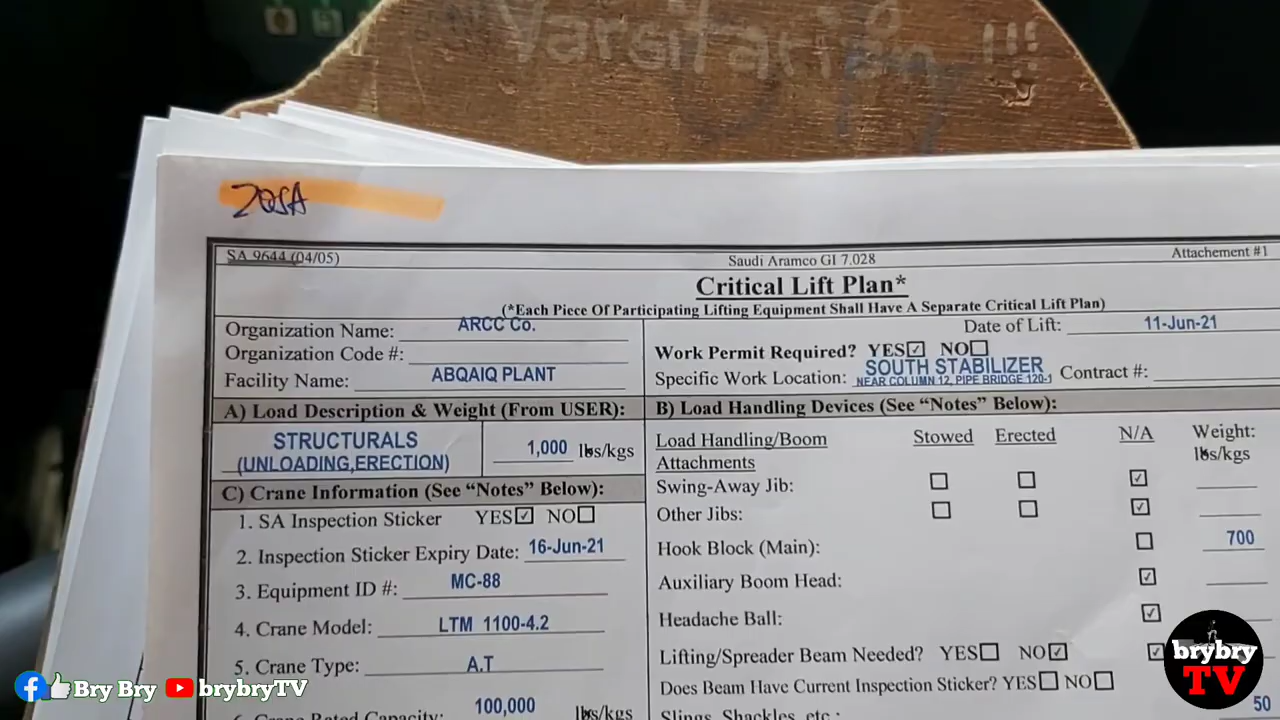 Varsitarian !!!
SA 9644 (04/05)
Saudi Aramco GI 7.028
Attachement #1
Critical Lift Plan*
(*Each Piece Of Participating Lifting Equipment Shall Have A Separate Critical Lift Plan)
Organization Name: ARCC Co.
Date of Lift: 11-Jun-21
Organization Code #:
Work Permit Required? YES☑ NO☐
Facility Name: ABQAIQ PLANT
Specific Work Location: SOUTH STABILIZER
NEAR COLUMN 12, PIPE BRIDGE 120-1
Contract #:
A) Load Description & Weight (From USER):
STRUCTURALS
(UNLOADING,ERECTION)
1,000 lbs/kgs
C) Crane Information (See “Notes” Below):
1. SA Inspection Sticker YES☑ NO☐
2. Inspection Sticker Expiry Date: 16-Jun-21
3. Equipment ID #: MC-88
4. Crane Model: LTM 1100-4.2
5. Crane Type: A.T
6. Crane Rated Capacity: 100,000 lbs/kgs
B) Load Handling Devices (See “Notes” Below):
Load Handling/Boom
Attachments
Stowed Erected N/A Weight:
lbs/kgs
Swing-Away Jib: ☐ ☐ ☑
Other Jibs: ☐ ☐ ☑
Hook Block (Main): ☐ 700
Auxiliary Boom Head: ☑
Headache Ball: ☑
Lifting/Spreader Beam Needed? YES☐ NO☑ ☑
Does Beam Have Current Inspection Sticker? YES☐ NO☐
Slings, Shackles, etc.: 50
Bry Bry brybryTV
brybry
TV